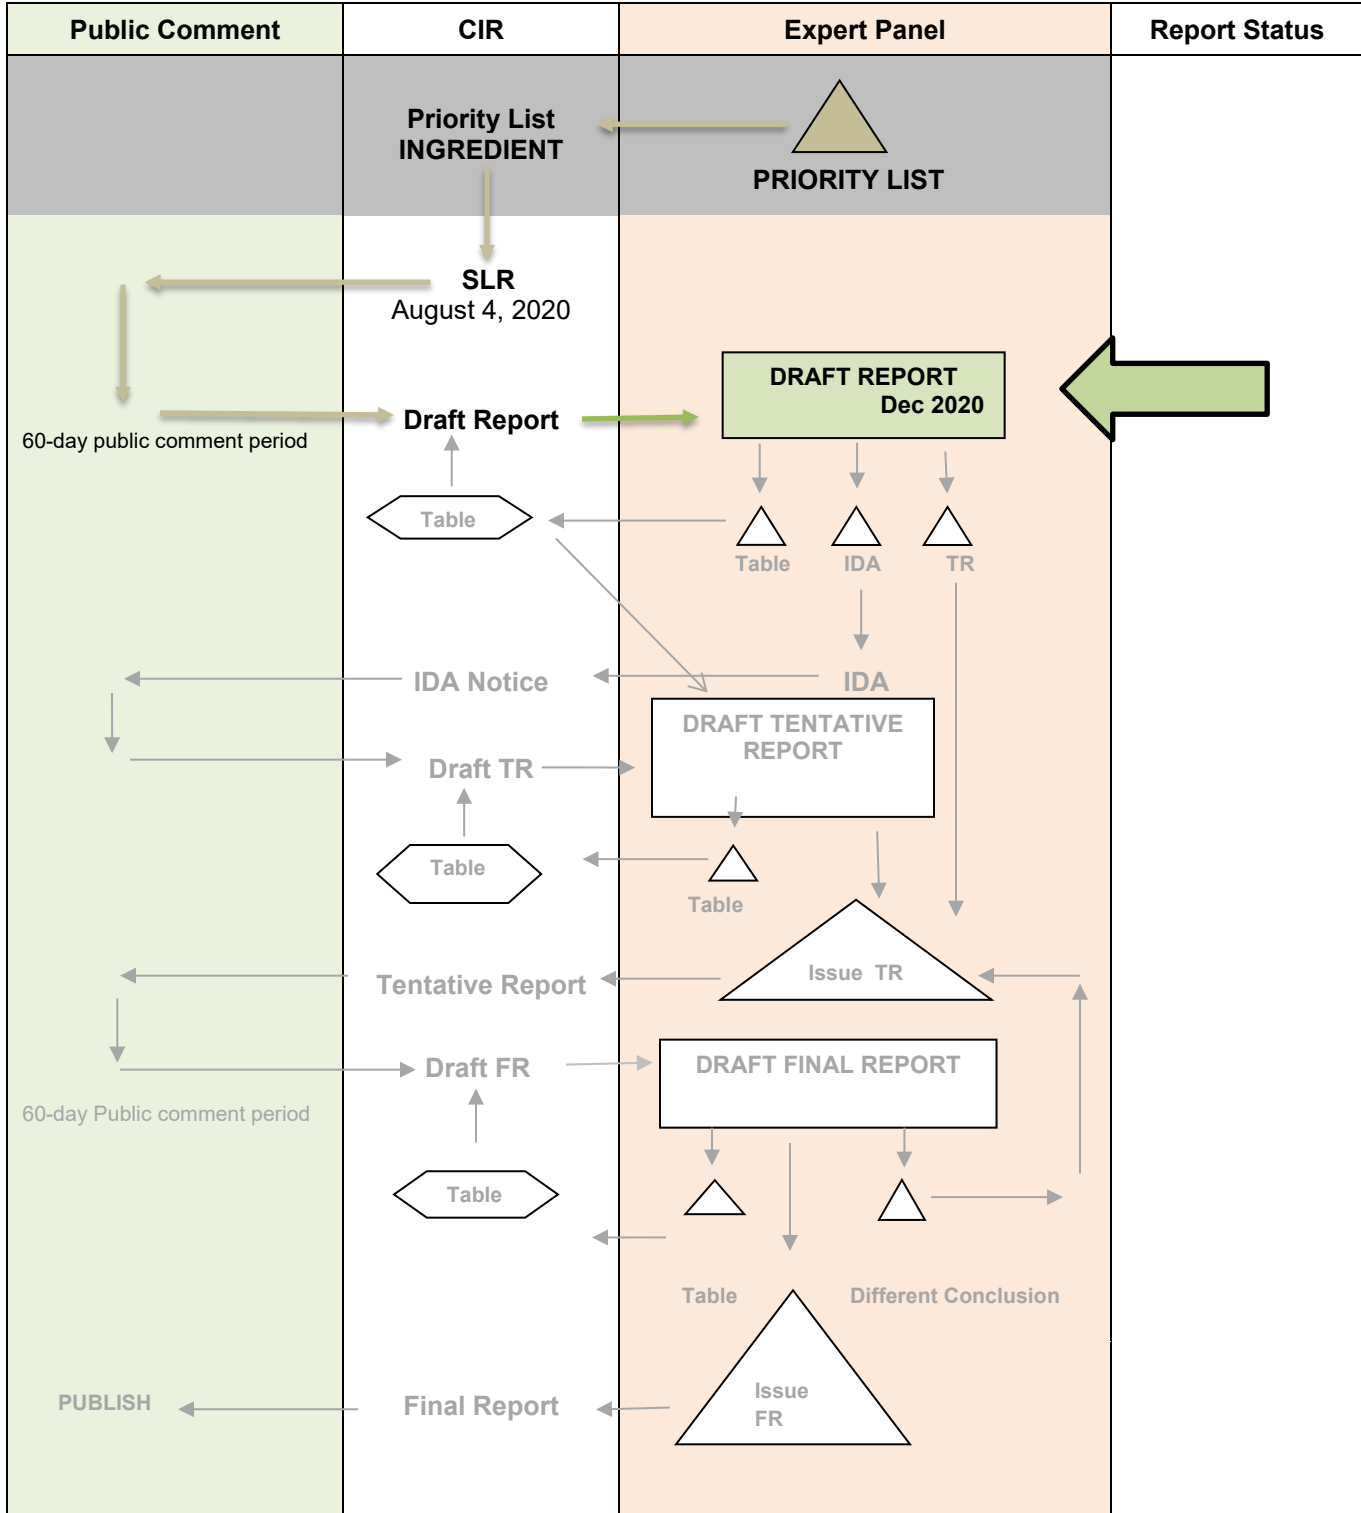 Public Comment
CIR
Expert Panel
Report Status
Priority List
INGREDIENT
PRIORITY LIST
SLR
August 4, 2020
DRAFT REPORT
Dec 2020
Draft Report
60-day public comment period
Table
Table
IDA
TR
IDA Notice
IDA
DRAFT TENTATIVE
REPORT
Draft TR
Table
Table
Issue TR
Tentative Report
Draft FR
DRAFT FINAL REPORT
60-day Public comment period
Table
Table
Different Conclusion
Issue
FR
PUBLISH
Final Report